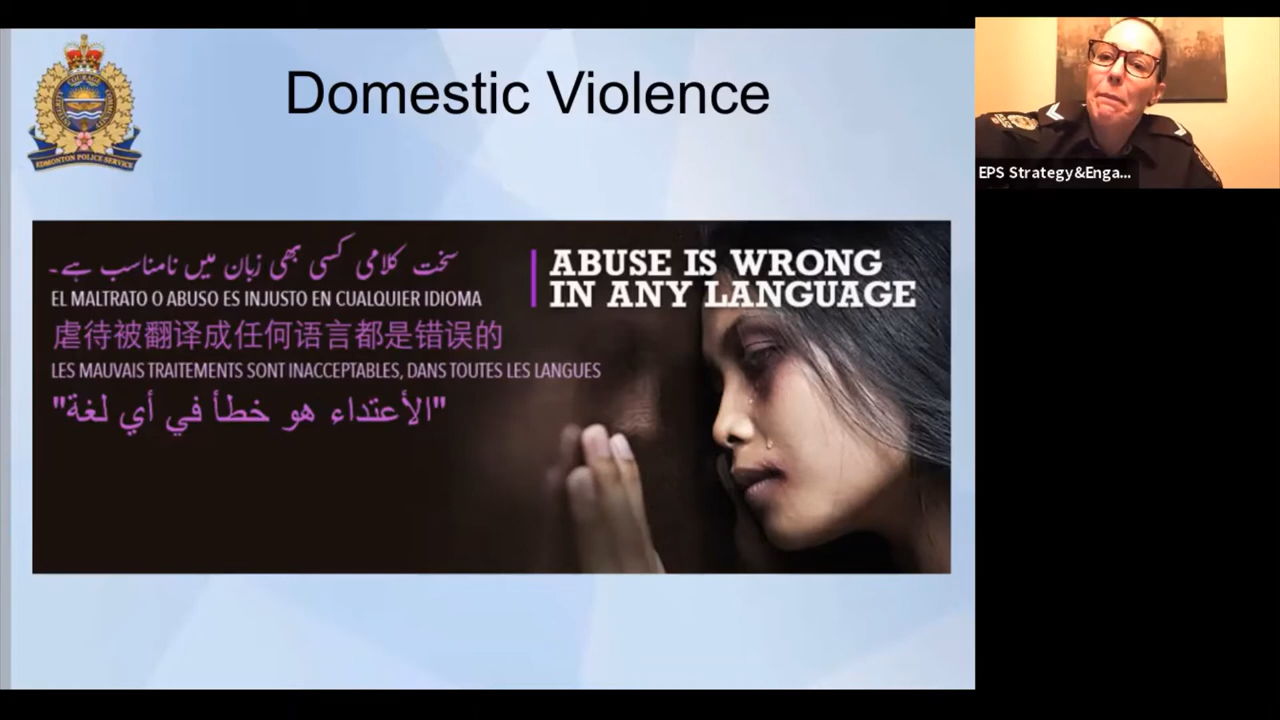 Domestic Violence
EDMONTON POLICE SERVICE
سخت کلامی کسی بھی زبان میں نامناسب ہے۔
EL MALTRATO O ABUSO ES INJUSTO EN CUALQUIER IDIOMA
虐待被翻译成任何语言都是错误的
LES MAUVAIS TRAITEMENTS SONT INACCEPTABLES, DANS TOUTES LES LANGUES
"الأعتداء هو خطأ في أي لغة"
ABUSE IS WRONG
IN ANY LANGUAGE
EPS Strategy&Enga...